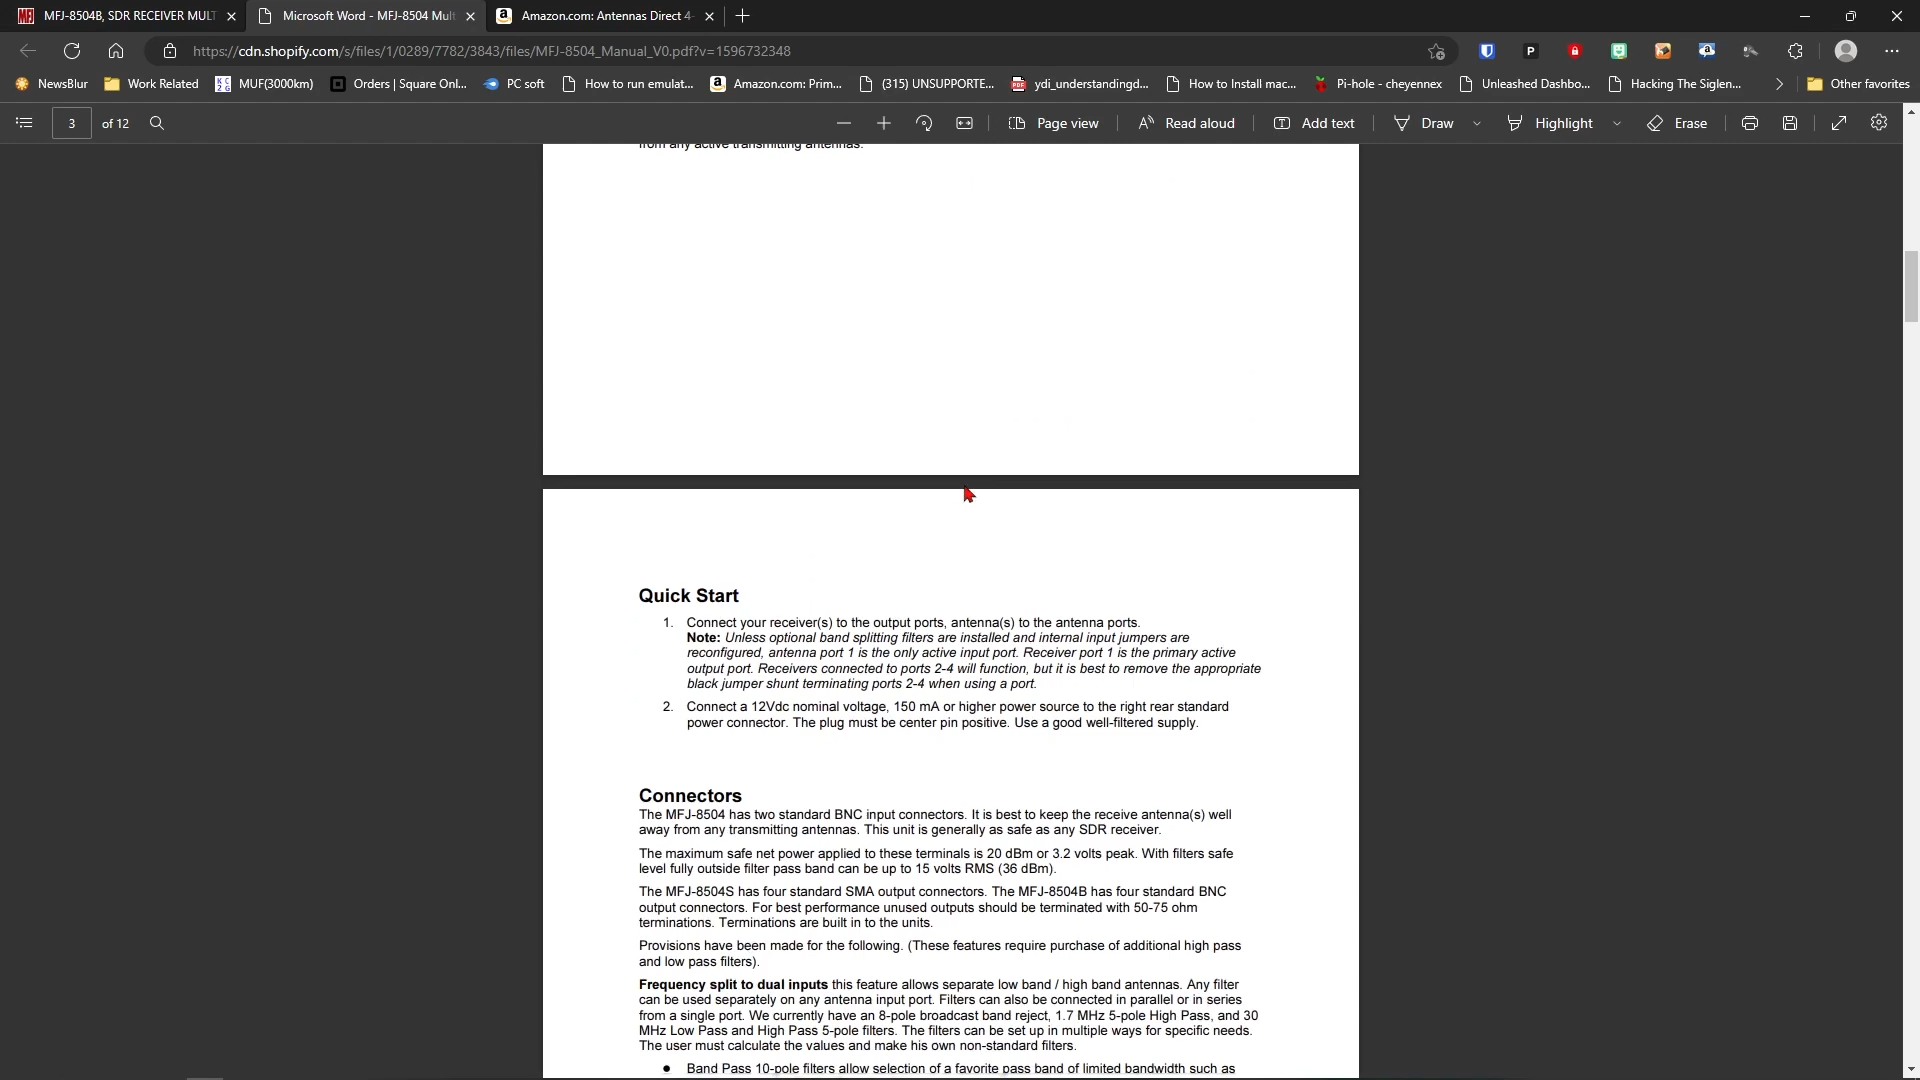 MFJ-8504B, SDR RECEIVER MULT
Microsoft Word - MFJ-8504 Mult
Amazon.com: Antennas Direct 4-
https://cdn.shopify.com/s/files/1/0289/7782/3843/files/MFJ-8504_Manual_V0.pdf?v=1596732348
NewsBlur
Work Related
MUF(3000km)
Orders | Square Onl...
PC soft
How to run emulat...
Amazon.com: Prim...
(315) UNSUPPORTE...
ydi_understandingd...
How to Install mac...
Pi-hole - cheyennex
Unleashed Dashbo...
Hacking The Siglen...
Other favorites
3 of 12
Page view
Read aloud
Add text
Draw
Highlight
Erase
from any active transmitting antennas.
Quick Start
1. Connect your receiver(s) to the output ports, antenna(s) to the antenna ports.
Note: Unless optional band splitting filters are installed and internal input jumpers are
reconfigured, antenna port 1 is the only active input port. Receiver port 1 is the primary active
output port. Receivers connected to ports 2-4 will function, but it is best to remove the appropriate
black jumper shunt terminating ports 2-4 when using a port.
2. Connect a 12Vdc nominal voltage, 150 mA or higher power source to the right rear standard
power connector. The plug must be center pin positive. Use a good well-filtered supply.
Connectors
The MFJ-8504 has two standard BNC input connectors. It is best to keep the receive antenna(s) well
away from any transmitting antennas. This unit is generally as safe as any SDR receiver.
The maximum safe net power applied to these terminals is 20 dBm or 3.2 volts peak. With filters safe
level fully outside filter pass band can be up to 15 volts RMS (36 dBm).
The MFJ-8504S has four standard SMA output connectors. The MFJ-8504B has four standard BNC
output connectors. For best performance unused outputs should be terminated with 50-75 ohm
terminations. Terminations are built in to the units.
Provisions have been made for the following. (These features require purchase of additional high pass
and low pass filters).
Frequency split to dual inputs this feature allows separate low band / high band antennas. Any filter
can be used separately on any antenna input port. Filters can also be connected in parallel or in series
from a single port. We currently have an 8-pole broadcast band reject, 1.7 MHz 5-pole High Pass, and 30
MHz Low Pass and High Pass 5-pole filters. The filters can be set up in multiple ways for specific needs.
The user must calculate the values and make his own non-standard filters.
● Band Pass 10-pole filters allow selection of a favorite pass band of limited bandwidth such as